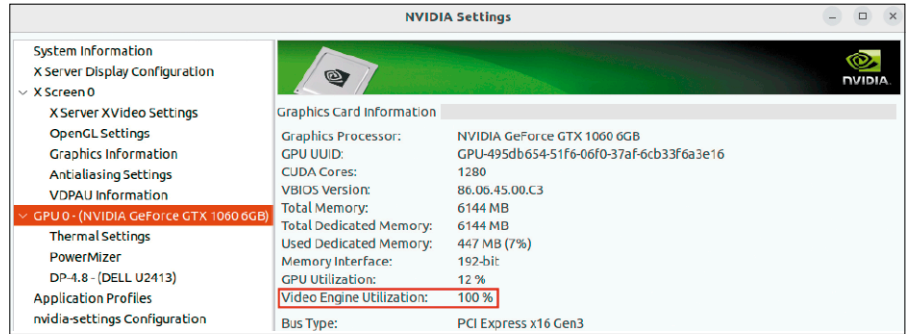 NVIDIA Settings
System Information
X Server Display Configuration
X Screen 0
X Server XVideo Settings
OpenGL Settings
Graphics Information
Antialiasing Settings
VDPAU Information
GPU 0 - (NVIDIA GeForce GTX 1060 6GB)
Thermal Settings
PowerMizer
DP-4.8 - (DELL U2413)
Application Profiles
nvidia-settings Configuration
NVIDIA.
Graphics Card Information
Graphics Processor: NVIDIA GeForce GTX 1060 6GB
GPU UUID: GPU-495db654-51f6-06f0-37af-6cb33f6a3e16
CUDA Cores: 1280
VBIOS Version: 86.06.45.00.C3
Total Memory: 6144 MB
Total Dedicated Memory: 6144 MB
Used Dedicated Memory: 447 MB (7%)
Memory Interface: 192-bit
GPU Utilization: 12 %
Video Engine Utilization: 100 %
Bus Type: PCI Express x16 Gen3